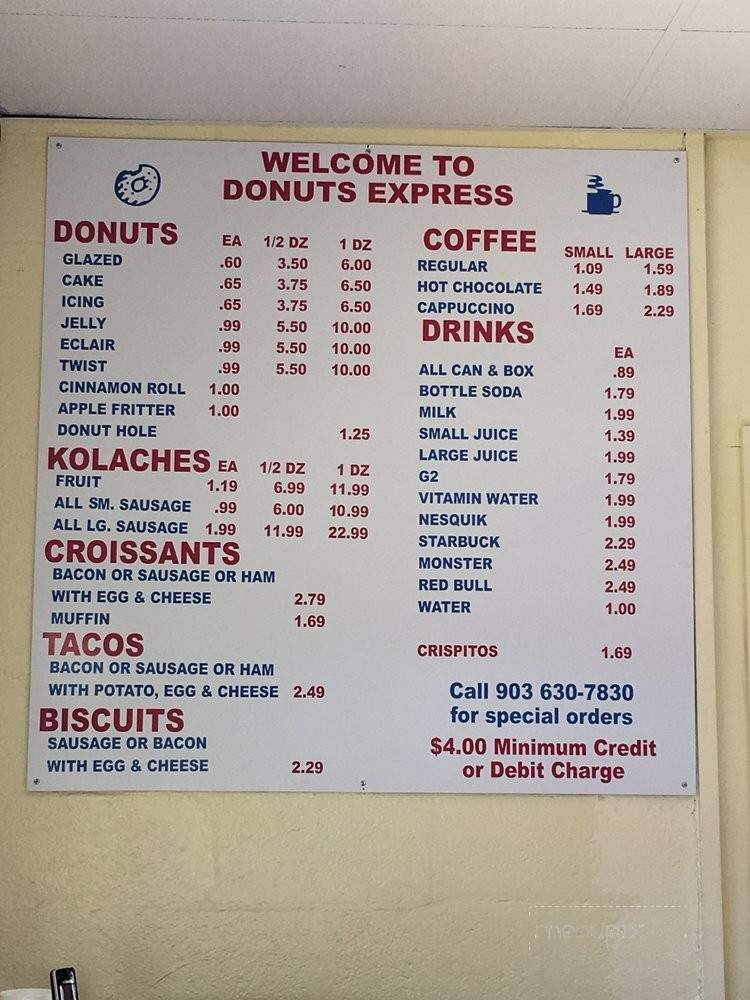 WELCOME TO
DONUTS EXPRESS
DONUTS EA 1/2 DZ 1 DZ
GLAZED .60 3.50 6.00
CAKE .65 3.75 6.50
ICING .65 3.75 6.50
JELLY .99 5.50 10.00
ECLAIR .99 5.50 10.00
TWIST .99 5.50 10.00
CINNAMON ROLL 1.00
APPLE FRITTER 1.00
DONUT HOLE 1.25
KOLACHES EA 1/2 DZ 1 DZ
FRUIT 1.19 6.99 11.99
ALL SM. SAUSAGE .99 6.00 10.99
ALL LG. SAUSAGE 1.99 11.99 22.99
CROISSANTS
BACON OR SAUSAGE OR HAM
WITH EGG & CHEESE 2.79
MUFFIN 1.69
TACOS
BACON OR SAUSAGE OR HAM
WITH POTATO, EGG & CHEESE 2.49
BISCUITS
SAUSAGE OR BACON
WITH EGG & CHEESE 2.29
COFFEE SMALL LARGE
REGULAR 1.09 1.59
HOT CHOCOLATE 1.49 1.89
CAPPUCCINO 1.69 2.29
DRINKS
EA
ALL CAN & BOX .89
BOTTLE SODA 1.79
MILK 1.99
SMALL JUICE 1.39
LARGE JUICE 1.99
G2 1.79
VITAMIN WATER 1.99
NESQUIK 1.99
STARBUCK 2.29
MONSTER 2.49
RED BULL 2.49
WATER 1.00
CRISPITOS 1.69
Call 903 630-7830
for special orders
$4.00 Minimum Credit
or Debit Charge
menupix